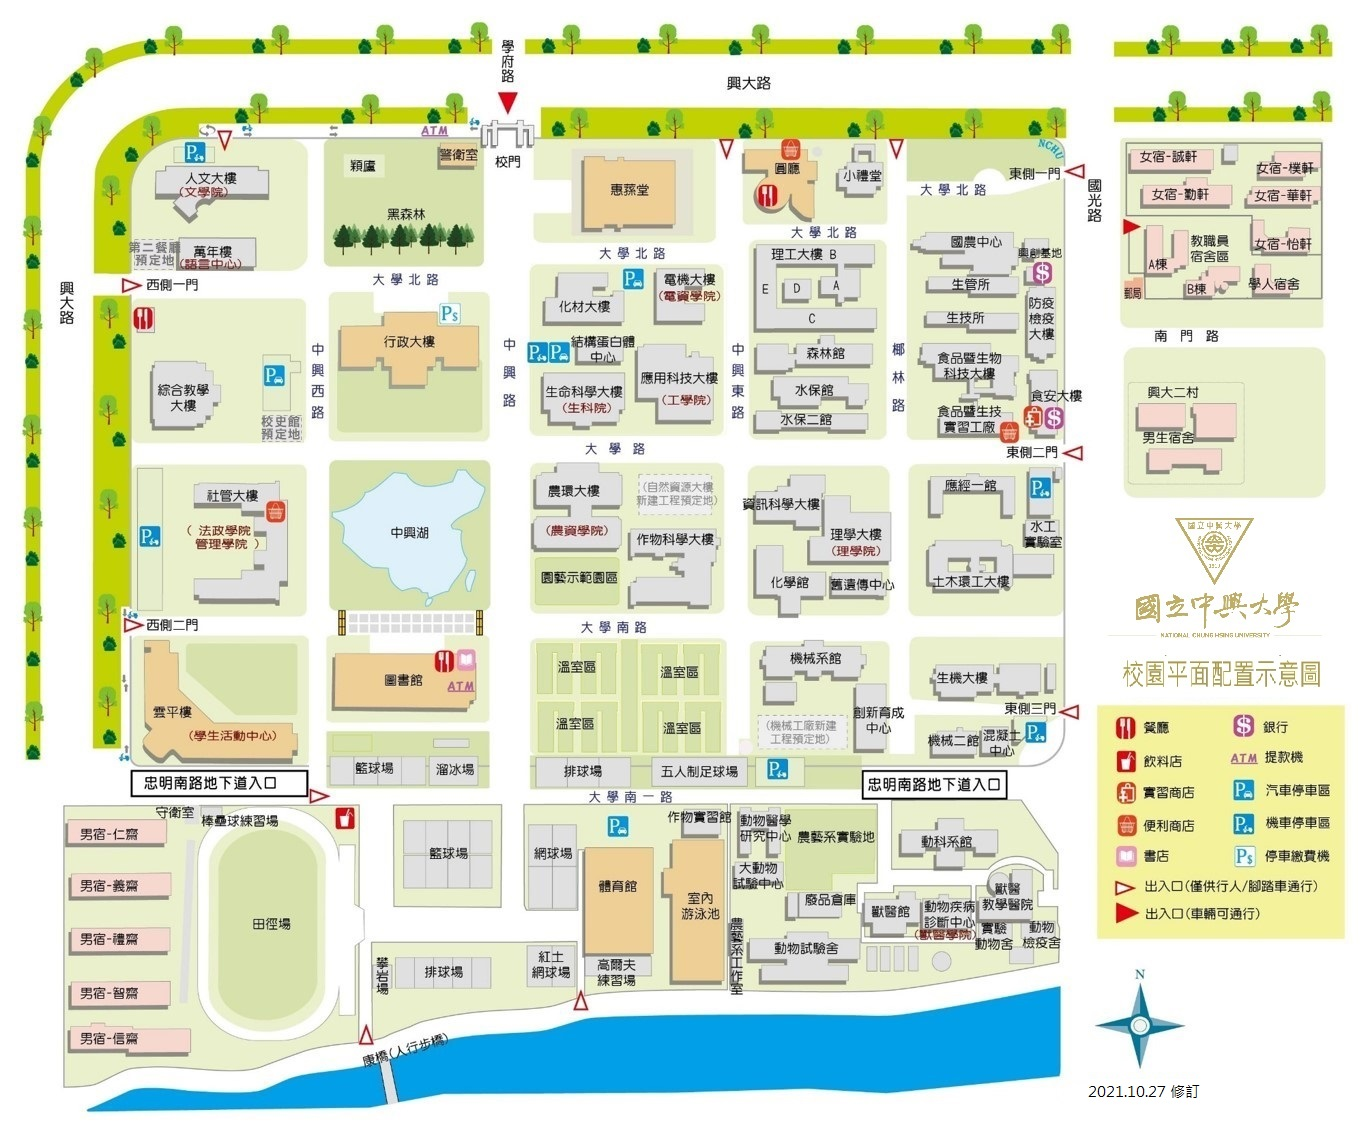 學府路
興大路
ATM
校門
NCHU
人文大樓
(文學院)
穎廬
警衛室
惠蓀堂
圓廳
小禮堂
東側一門
國光路
女宿-誠軒
女宿-樸軒
女宿-勤軒
女宿-華軒
大學北路
黑森林
第二餐廳
預定地
萬年樓
(語言中心)
大學北路
大學北路
大學北路
教職員
宿舍區
女宿-怡軒
A棟
B棟
學人宿舍
郵局
西側一門
興大路
理工大樓 B
E
D
A
C
國農中心
興創基地
$
生管所
生技所
防疫
檢疫
大樓
化材大樓
電機大樓
(電資學院)
行政大樓
Ps
結構蛋白體
中心
中興西路
中興路
中興東路
椰林路
森林館
食品暨生物
科技大樓
南門路
綜合教學
大樓
校史館
預定地
生命科學大樓
(生科院)
應用科技大樓
(工學院)
水保館
水保二館
食品暨生技
實習工廠
食安大樓
$
興大二村
男生宿舍
大學路
東側二門
社管大樓
( 法政學院
管理學院 )
中興湖
農環大樓
(農資學院)
(自然資源大樓
新建工程預定地)
作物科學大樓
園藝示範園區
資訊科學大樓
理學大樓
(理學院)
化學館
舊遺傳中心
應經一館
水工
實驗室
土木環工大樓
國立中興大學
國立中興大學
NATIONAL CHUNG HSING UNIVERSITY
校園平面配置示意圖
西側二門
大學南路
雲平樓
(學生活動中心)
圖書館
ATM
溫室區
溫室區
溫室區
溫室區
機械系館
(機械工廠新建
工程預定地)
創新育成
中心
生機大樓
東側三門
機械二館
混凝土
中心
籃球場
溜冰場
排球場
五人制足球場
忠明南路地下道入口
忠明南路地下道入口
大學南一路
餐廳
$
銀行
飲料店
ATM
提款機
實習商店
汽車停車區
便利商店
機車停車區
書店
Ps
停車繳費機
出入口(僅供行人/腳踏車通行)
出入口(車輛可通行)
守衛室
棒壘球練習場
男宿-仁齋
男宿-義齋
男宿-禮齋
男宿-智齋
男宿-信齋
田徑場
籃球場
網球場
體育館
作物實習館
室內
游泳池
攀岩場
排球場
紅土
網球場
高爾夫
練習場
動物醫學
研究中心
大動物
試驗中心
農藝系實驗地
廢品倉庫
農藝系工作室
動物試驗舍
動科系館
獸醫館
動物疾病
診斷中心
(獸醫學院)
獸醫
教學醫院
實驗
動物舍
動物
檢疫舍
康橋(人行步橋)
N
2021.10.27 修訂